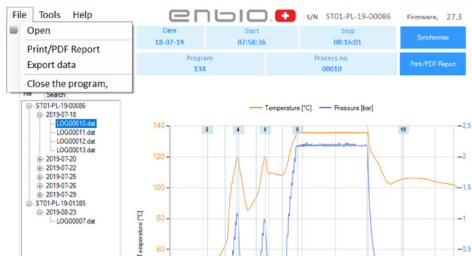 File Tools Help
enbio
S/N ST01-PL-19-00086 Firmware, 27.3
Open
Print/PDF Report
Export data
Close the program,
Date Start Stop
18-07-19 07:58:36 08:16:01
Synchronise
Program Process no.
134 00010
Print/PDF Report
File Search
ST01-PL-19-00086
2019-07-18
LOG00010.dat
LOG00011.dat
LOG00012.dat
LOG00013.dat
2019-07-20
2019-07-22
2019-07-25
2019-07-26
2019-07-29
ST01-PL-19-01385
2019-08-23
LOG00007.dat
Temperature [°C] Pressure [bar]
2 4 6 8 10
140
120
100
80
60
Temperature [°C]
2,5
2
1,5
1
0,5